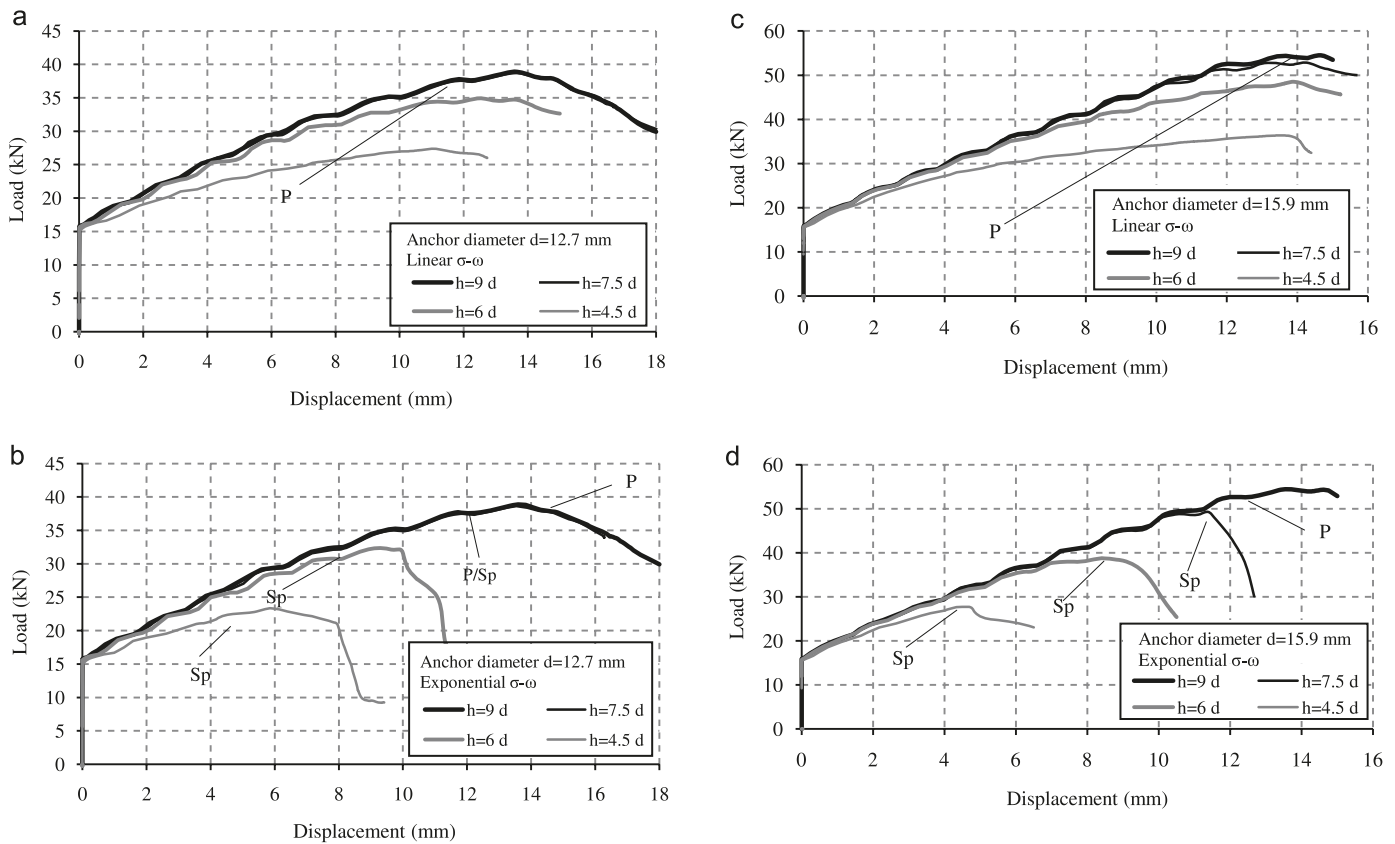 a
45
40
35
30
25
20
15
10
5
0
Load (kN)
P
Anchor diameter d=12.7 mm
Linear σ-ω
h=9 d h=7.5 d
h=6 d h=4.5 d
0 2 4 6 8 10 12 14 16 18
Displacement (mm)
b
45
40
35
30
25
20
15
10
5
0
Load (kN)
P
P/Sp
Sp
Sp
Anchor diameter d=12.7 mm
Exponential σ-ω
h=9 d h=7.5 d
h=6 d h=4.5 d
0 2 4 6 8 10 12 14 16 18
Displacement (mm)
c
60
50
40
30
20
10
0
Load (kN)
P
Anchor diameter d=15.9 mm
Linear σ-ω
h=9 d h=7.5 d
h=6 d h=4.5 d
0 2 4 6 8 10 12 14 16
Displacement (mm)
d
60
50
40
30
20
10
0
Load (kN)
P
Sp
Sp
Sp
Anchor diameter d=15.9 mm
Exponential σ-ω
h=9 d h=7.5 d
h=6 d h=4.5 d
0 2 4 6 8 10 12 14 16
Displacement (mm)